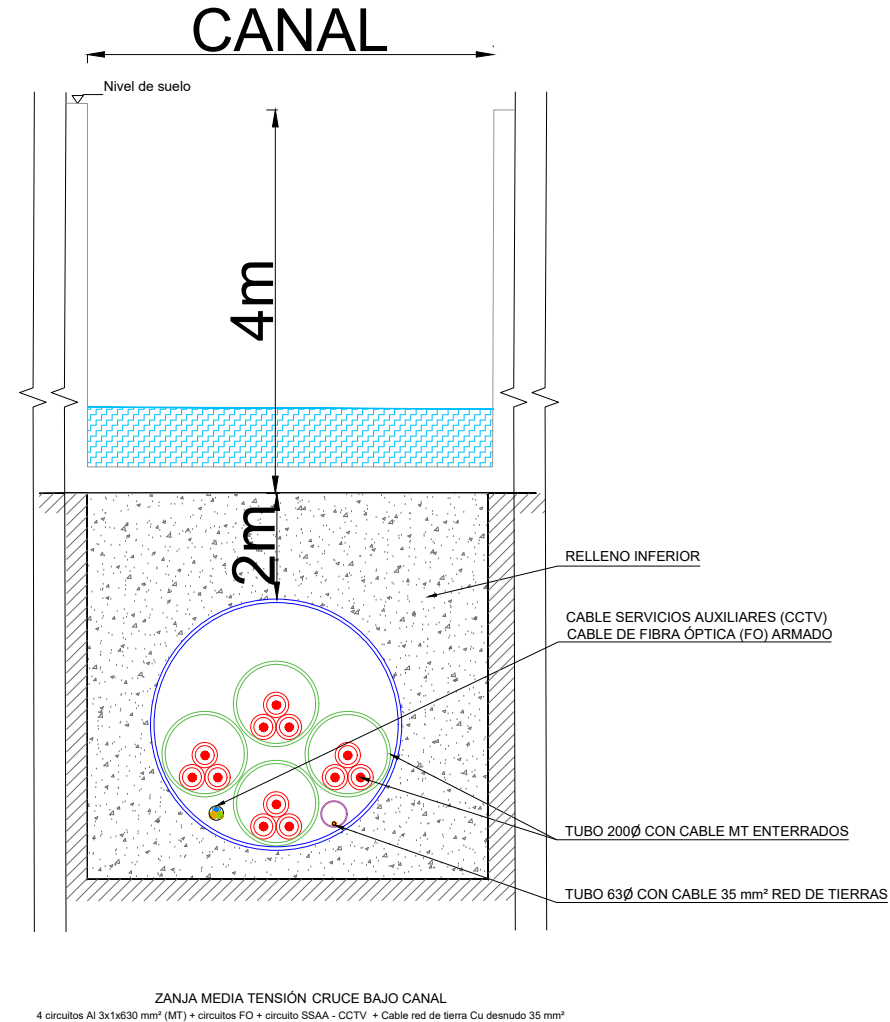 CANAL
Nivel de suelo
4m
2m
RELLENO INFERIOR
CABLE SERVICIOS AUXILIARES (CCTV)
CABLE DE FIBRA ÓPTICA (FO) ARMADO
TUBO 200Ø CON CABLE MT ENTERRADOS
TUBO 63Ø CON CABLE 35 mm² RED DE TIERRAS
ZANJA MEDIA TENSIÓN CRUCE BAJO CANAL
4 circuitos Al 3x1x630 mm² (MT) + circuitos FO + circuito SSAA - CCTV + Cable red de tierra Cu desnudo 35 mm²